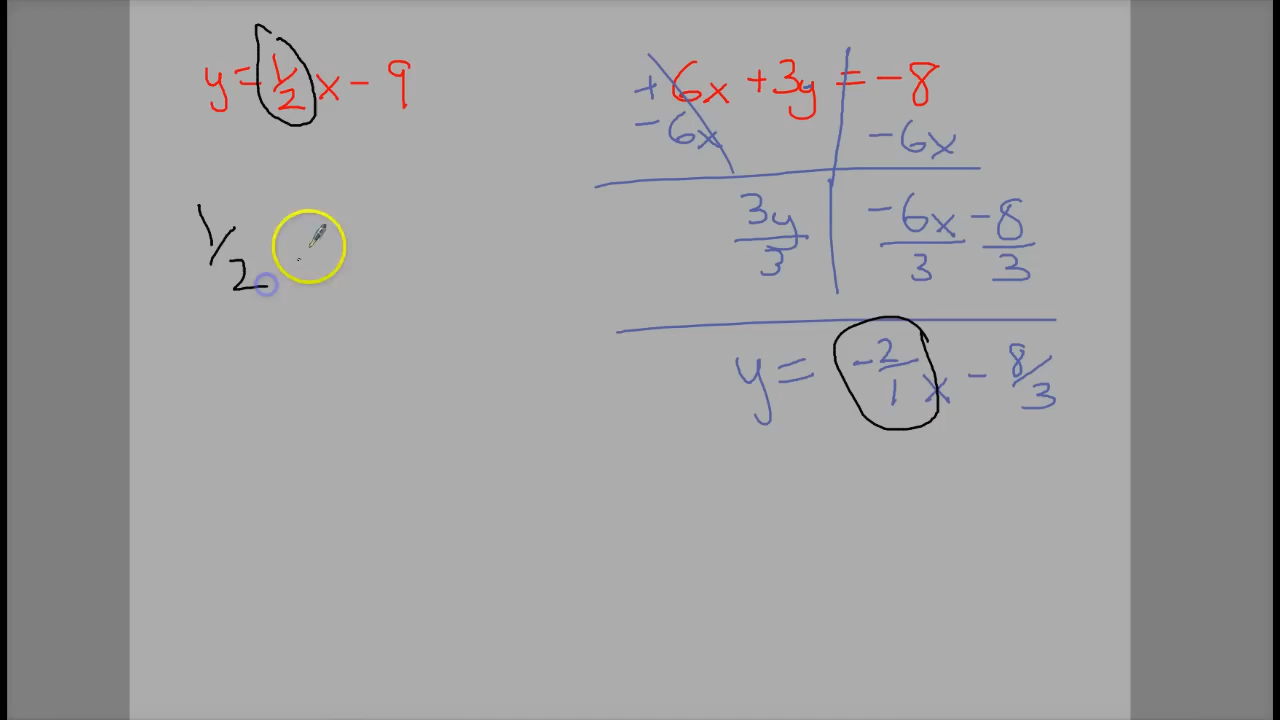 y = 1/2 x - 9
+ 6x + 3y = - 8
- 6x - 6x
3y/3 - 6x/3 - 8/3
y = - 2/1 x - 8/3
1/2